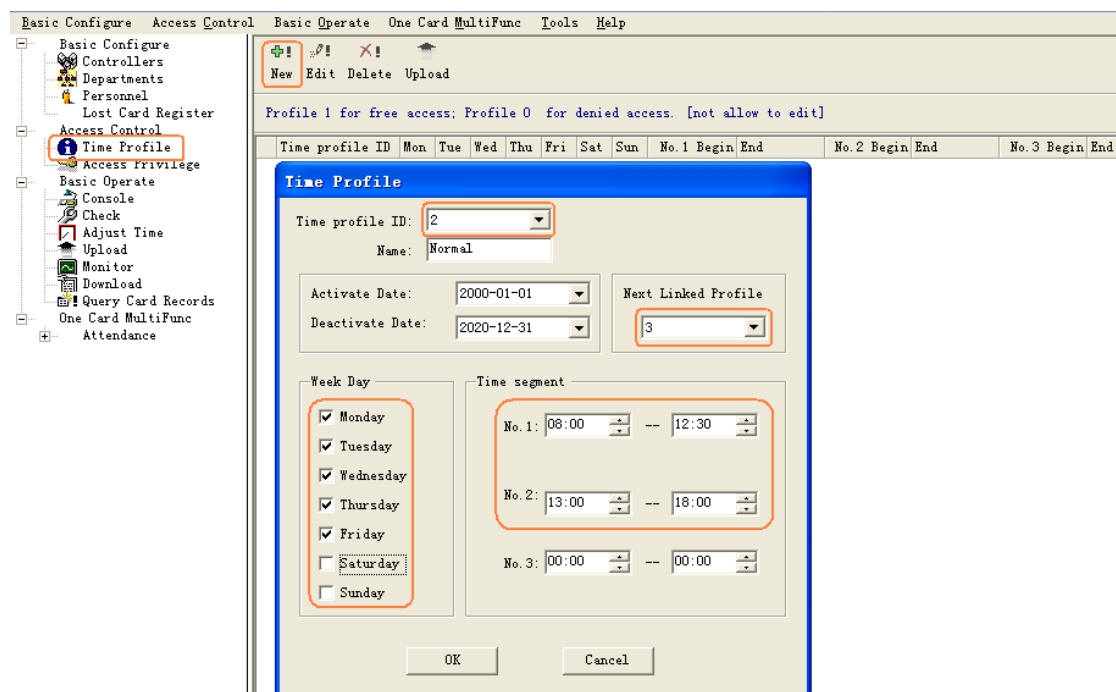 Basic Configure Access Control Basic Operate One Card MultiFunc Tools Help
Basic Configure
Controllers
Departments
Personnel
Lost Card Register
Access Control
Time Profile
Access Privilege
Basic Operate
Console
Check
Adjust Time
Upload
Monitor
Download
Query Card Records
One Card MultiFunc
Attendance
New Edit Delete Upload
Profile 1 for free access; Profile 0 for denied access. [not allow to edit]
Time profile ID Mon Tue Wed Thu Fri Sat Sun No.1 Begin End No.2 Begin End No.3 Begin End
Time Profile
Time profile ID: 2
Name: Normal
Activate Date: 2000-01-01
Deactivate Date: 2020-12-31
Next Linked Profile
3
Week Day
Monday
Tuesday
Wednesday
Thursday
Friday
Saturday
Sunday
Time segment
No.1: 08:00 -- 12:30
No.2: 13:00 -- 18:00
No.3: 00:00 -- 00:00
OK Cancel